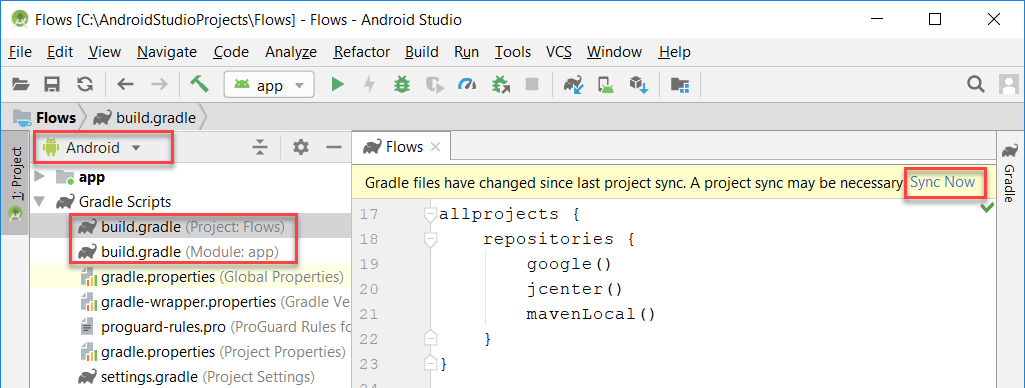 Flows [C:\AndroidStudioProjects\Flows] - Flows - Android Studio
File Edit View Navigate Code Analyze Refactor Build Run Tools VCS Window Help
app
Flows build.gradle
1: Project
Android
app
Gradle Scripts
build.gradle (Project: Flows)
build.gradle (Module: app)
gradle.properties (Global Properties)
gradle-wrapper.properties (Gradle Ve
proguard-rules.pro (ProGuard Rules fo
gradle.properties (Project Properties)
settings.gradle (Project Settings)
Flows
Gradle files have changed since last project sync. A project sync may be necessary Sync Now
17 allprojects {
18 repositories {
19 google()
20 jcenter()
21 mavenLocal()
22 }
23 }
24
Gradle